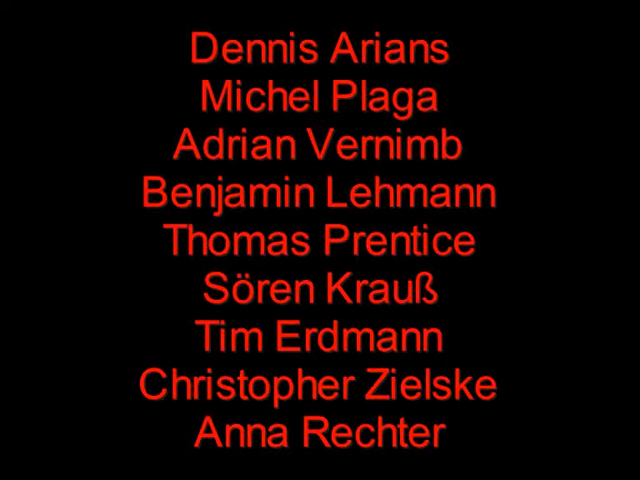 Dennis Arians
Michel Plaga
Adrian Vernimb
Benjamin Lehmann
Thomas Prentice
Sören Krauß
Tim Erdmann
Christopher Zielske
Anna Rechter